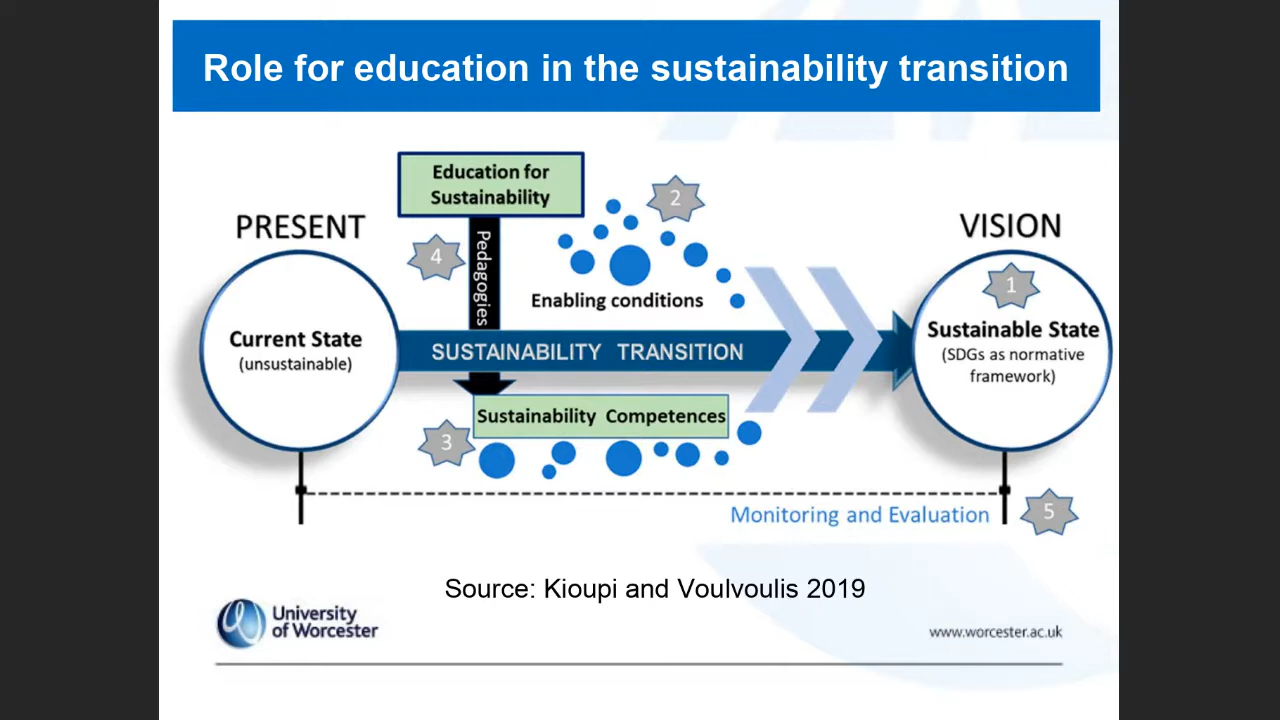 Role for education in the sustainability transition
Education for
Sustainability
2
PRESENT
VISION
4
Pedagogies
1
Enabling conditions
Current State
(unsustainable)
SUSTAINABILITY TRANSITION
Sustainable State
(SDGs as normative
framework)
Sustainability Competences
3
Monitoring and Evaluation
5
Source: Kioupi and Voulvoulis 2019
University
of Worcester
www.worcester.ac.uk